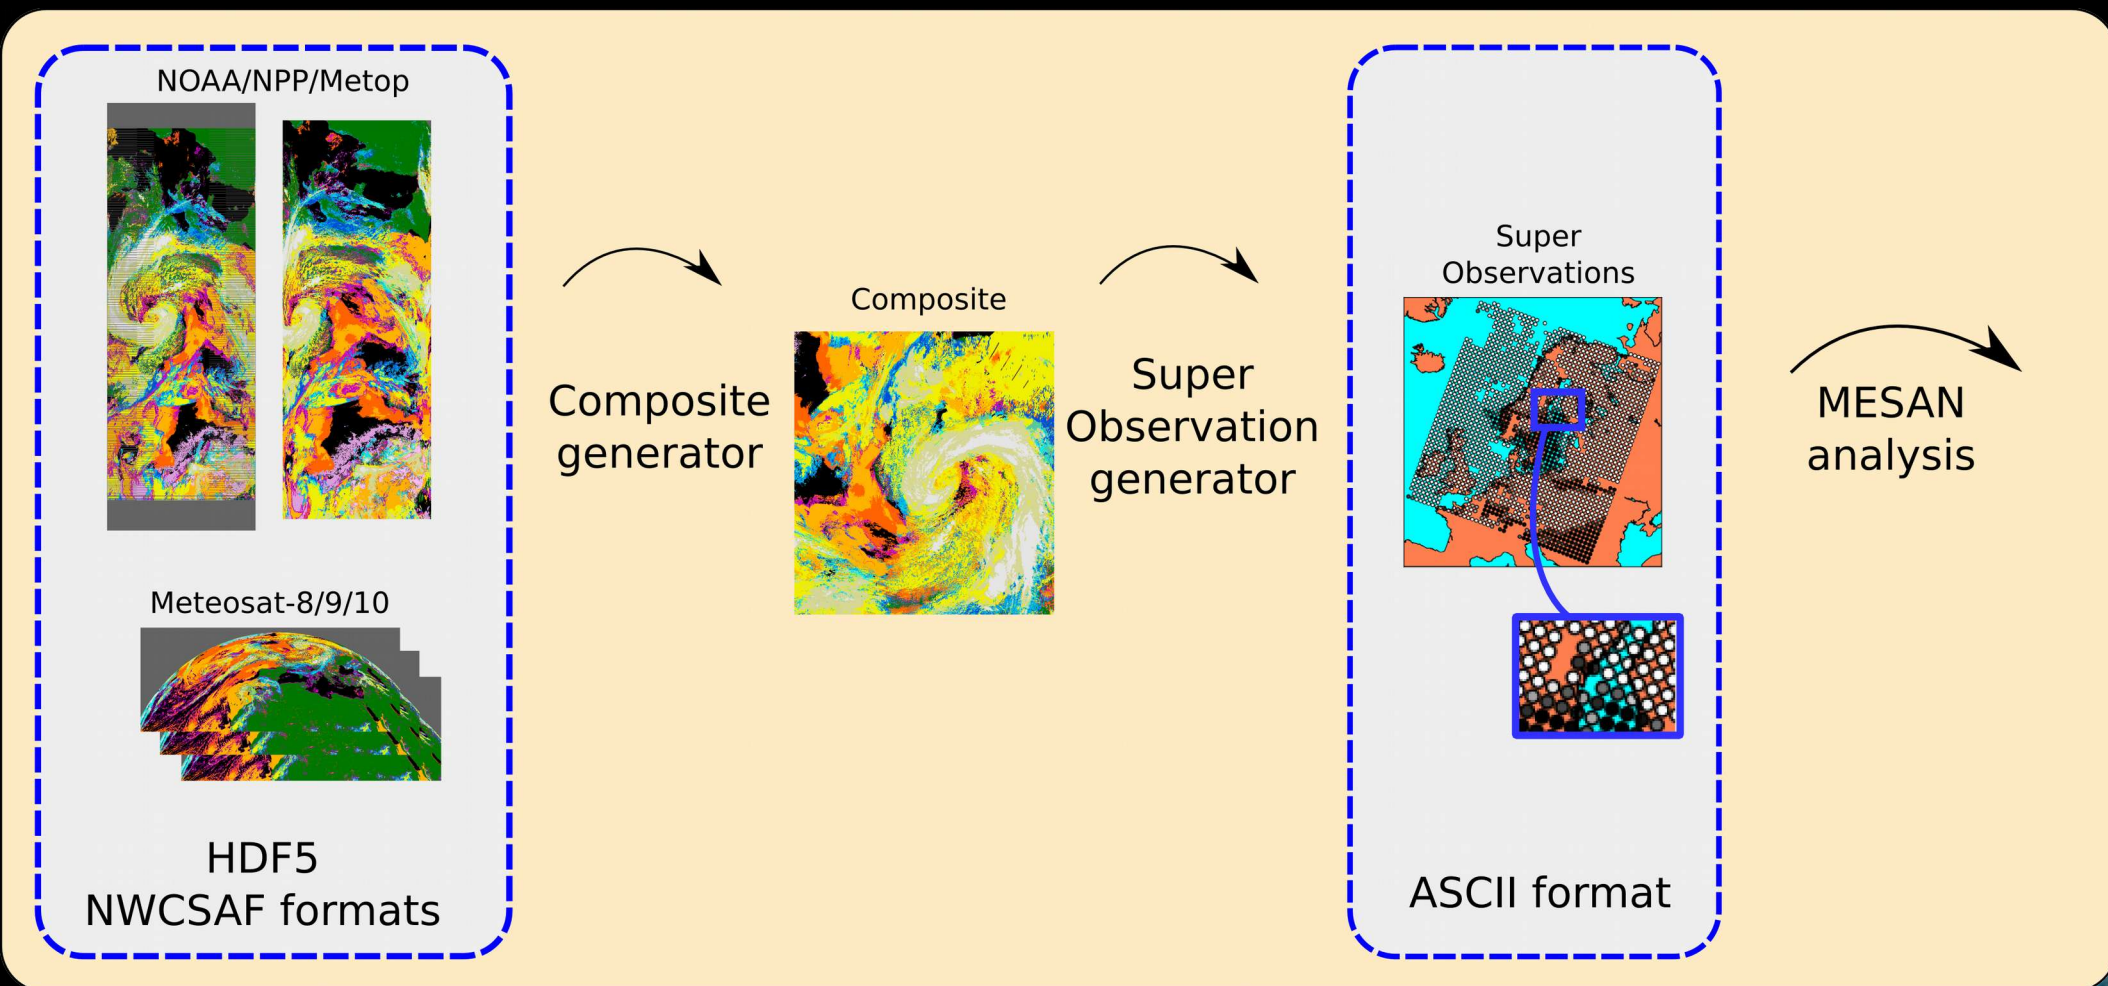 NOAA/NPP/Metop
Meteosat-8/9/10
HDF5
NWCSAF formats
Composite
generator
Composite
Super
Observation
generator
Super
Observations
ASCII format
MESAN
analysis